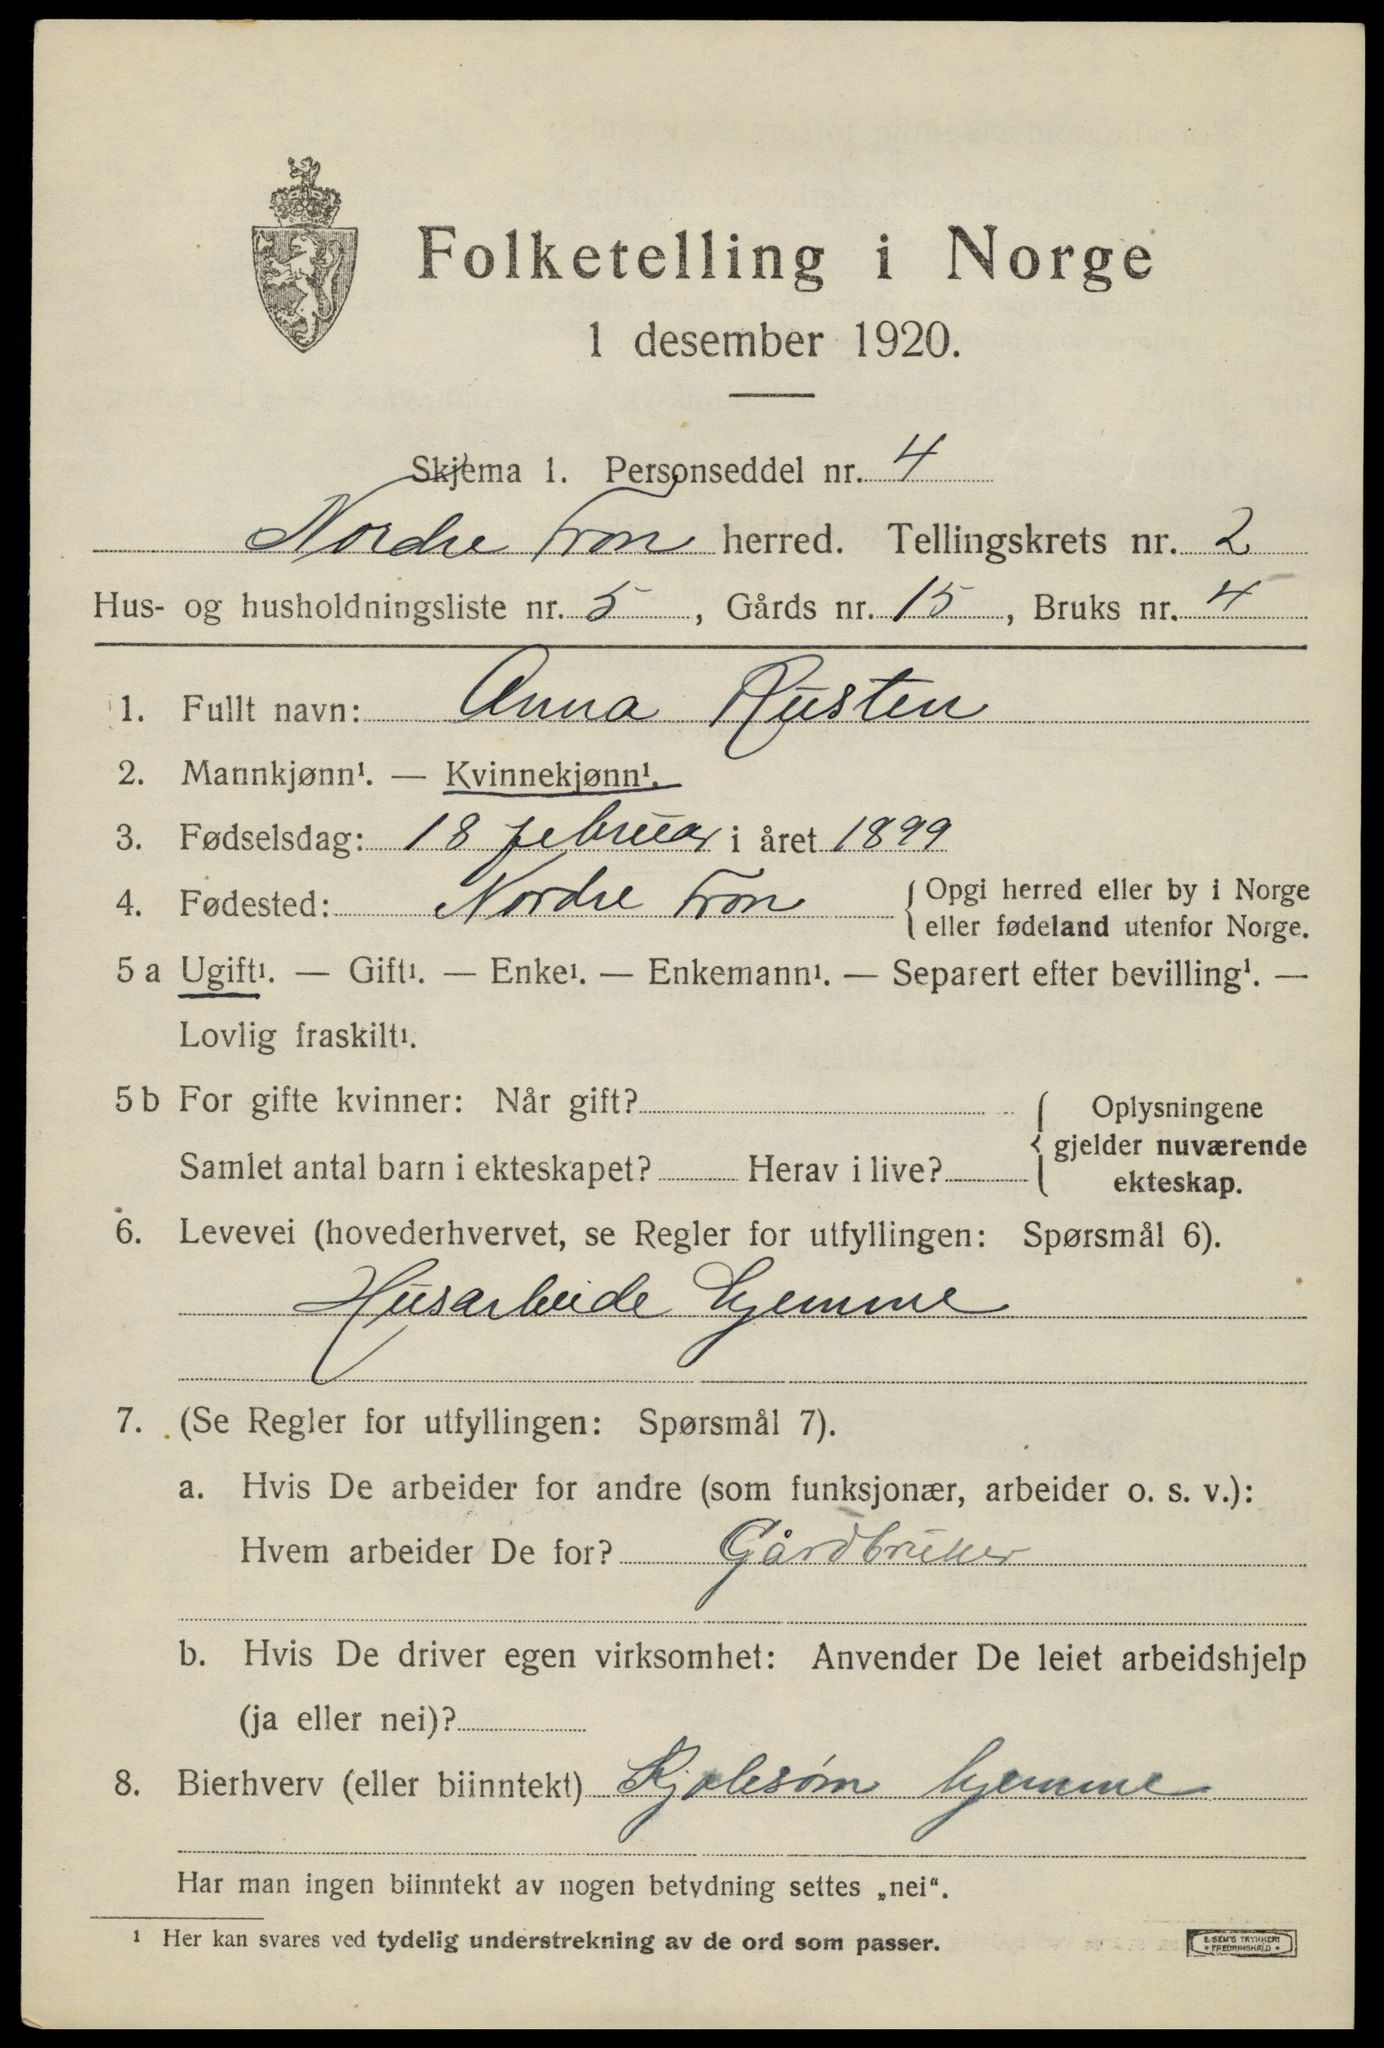 Folketelling i Norge
1 desember 1920.
Skjema 1. Personseddel nr. 4
Nordre Fron herred. Tellingskrets nr. 2
Hus- og husholdningsliste nr. 5, Gårds nr. 15, Bruks nr. 4
1. Fullt navn: Anna Rusten
2. Mannkjønn¹. — Kvinnekjønn¹.
3. Fødselsdag: 18 februar i året 1899
4. Fødested: Nordre Fron { Opgi herred eller by i Norge
eller fødeland utenfor Norge.
5 a Ugift¹. — Gift¹. — Enke¹. — Enkemann¹. — Separert efter bevilling¹. —
Lovlig fraskilt¹.
5 b For gifte kvinner: Når gift?
Samlet antal barn i ekteskapet? Herav i live?
{ Oplysningene
gjelder nuværende
ekteskap.
6. Levevei (hovederhvervet, se Regler for utfyllingen: Spørsmål 6).
Husarbeide hjemme
7. (Se Regler for utfyllingen: Spørsmål 7).
a. Hvis De arbeider for andre (som funksjonær, arbeider o. s. v.):
Hvem arbeider De for? Gårdbruker
b. Hvis De driver egen virksomhet: Anvender De leiet arbeidshjelp
(ja eller nei)?
8. Bierhverv (eller biinntekt) Kjolesøm hjemme
Har man ingen biinntekt av nogen betydning settes „nei“.
¹ Her kan svares ved tydelig understrekning av de ord som passer.
E. SEM'S TRYKKERI
FREDRIKSHALD